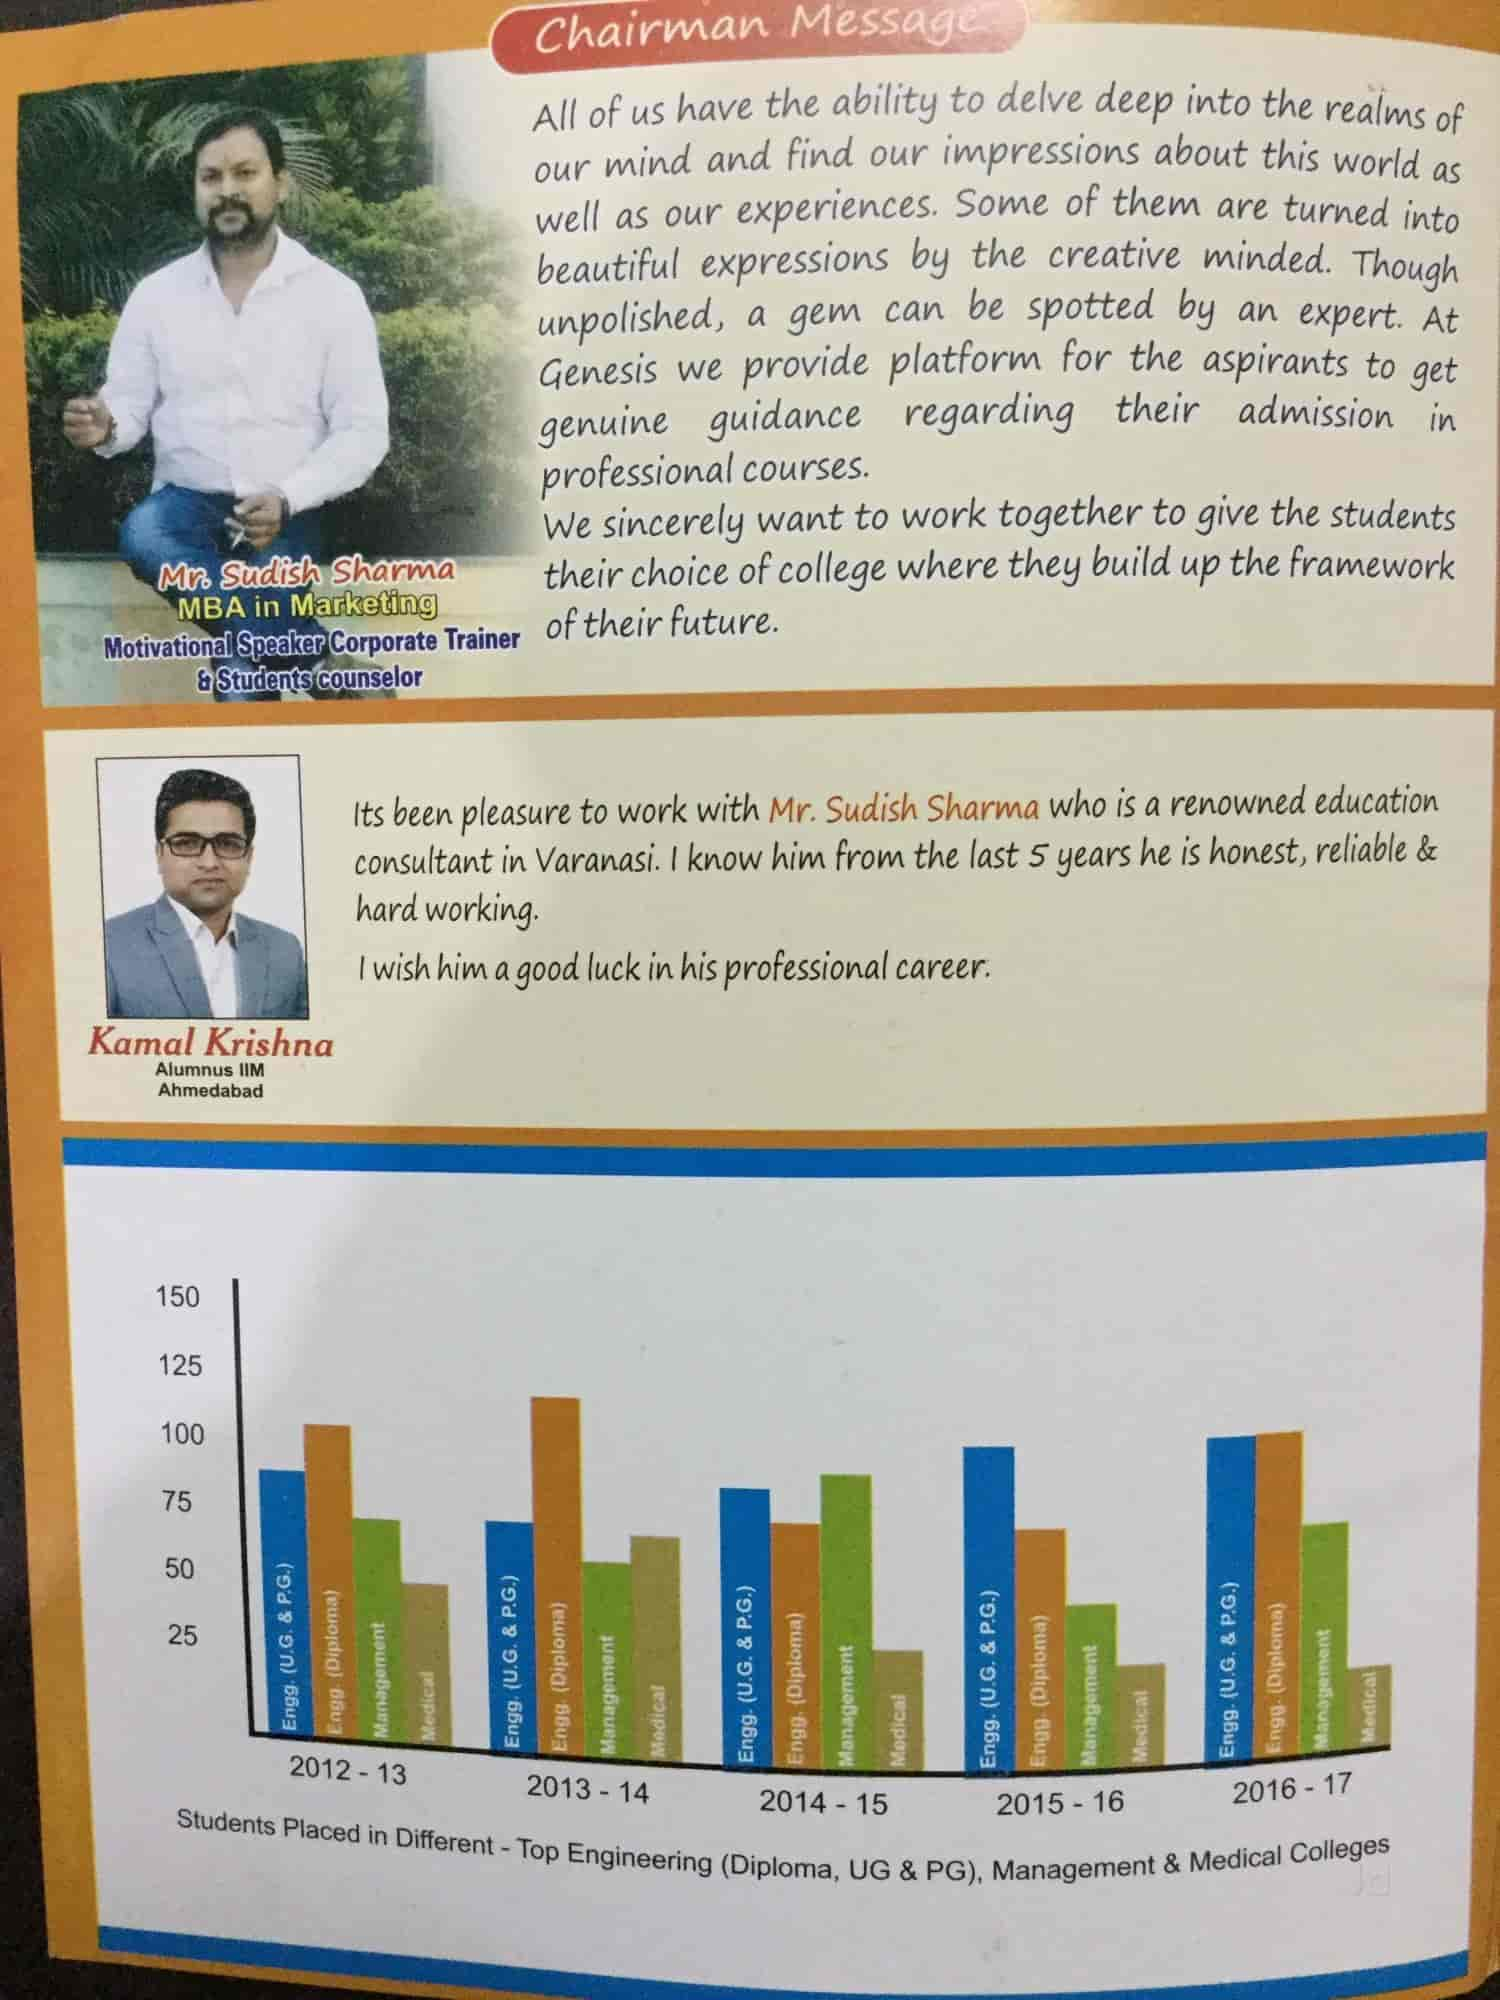 Chairman Message
All of us have the ability to delve deep into the realms of
our mind and find our impressions about this world as
well as our experiences. Some of them are turned into
beautiful expressions by the creative minded. Though
unpolished, a gem can be spotted by an expert. At
Genesis we provide platform for the aspirants to get
genuine guidance regarding their admission in
professional courses.
We sincerely want to work together to give the students
their choice of college where they build up the framework
of their future.
Mr. Sudish Sharma
MBA in Marketing
Motivational Speaker Corporate Trainer
& Students counselor
Its been pleasure to work with Mr. Sudish Sharma who is a renowned education
consultant in Varanasi. I know him from the last 5 years he is honest, reliable &
hard working.
I wish him a good luck in his professional career.
Kamal Krishna
Alumnus IIM
Ahmedabad
150
125
100
75
50
25
Engg. (U.G. & P.G.)
Engg. (Diploma)
Management
Medical
Engg. (U.G. & P.G.)
Engg. (Diploma)
Management
Medical
Engg. (U.G. & P.G.)
Engg. (Diploma)
Management
Medical
Engg. (U.G. & P.G.)
Engg. (Diploma)
Management
Medical
Engg. (U.G. & P.G.)
Engg. (Diploma)
Management
Medical
2012 - 13
2013 - 14
2014 - 15
2015 - 16
2016 - 17
Students Placed in Different - Top Engineering (Diploma, UG & PG), Management & Medical Colleges